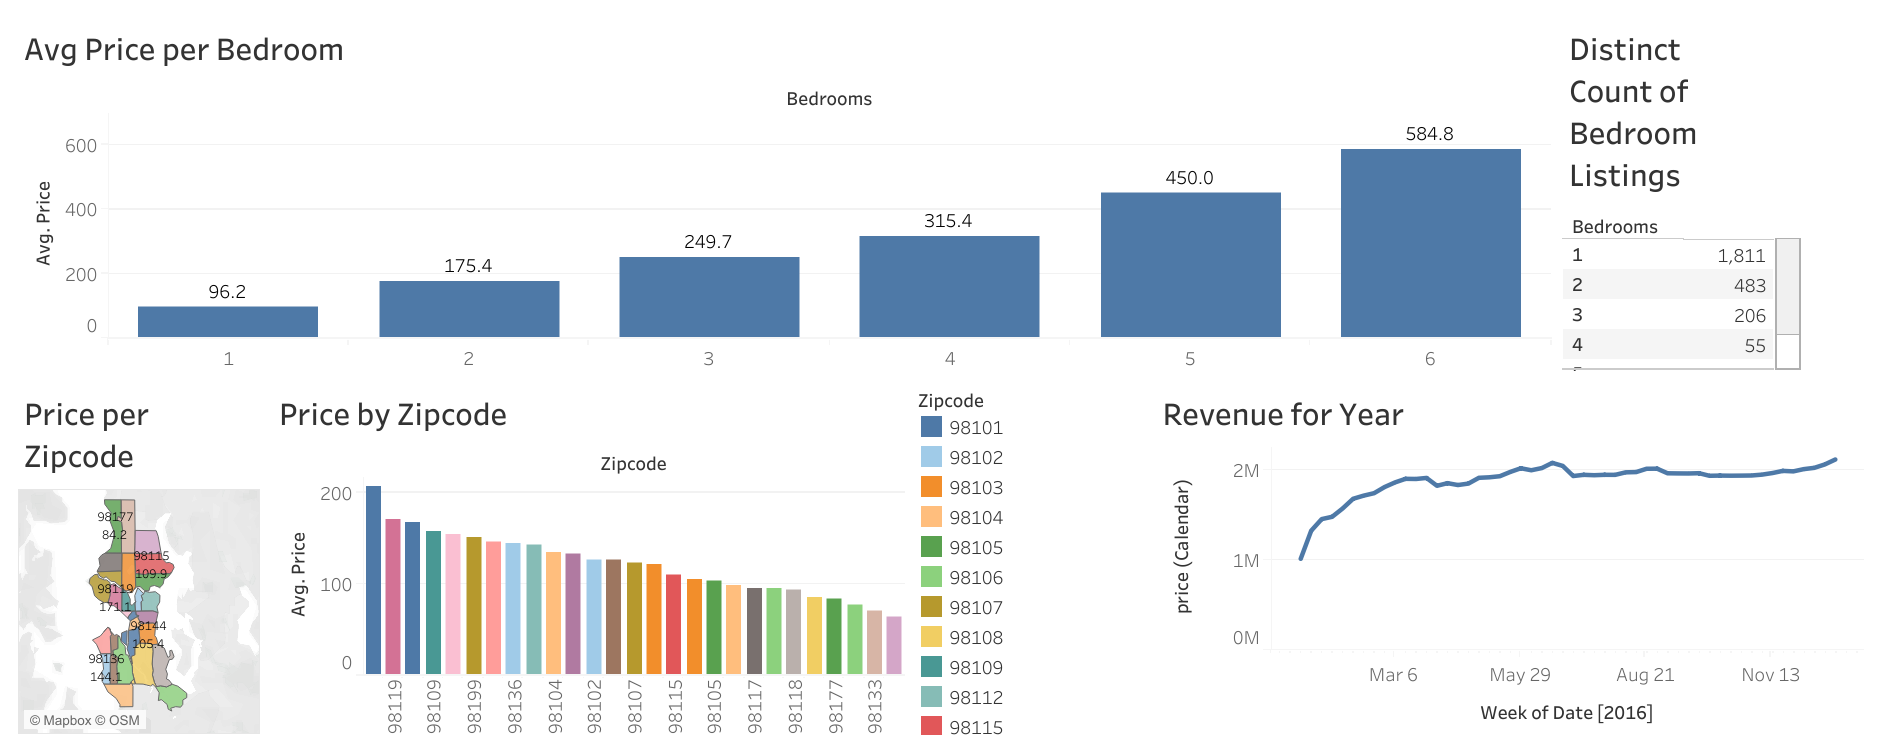 Avg Price per Bedroom
Bedrooms
Avg. Price
600
400
200
0
96.2
175.4
249.7
315.4
450.0
584.8
1
2
3
4
5
6
Distinct
Count of
Bedroom
Listings
Bedrooms
1 1,811
2 483
3 206
4 55
Price per
Zipcode
98177
84.2
98115
109.9
98119
171.1
98144
105.4
98136
144.1
© Mapbox © OSM
Price by Zipcode
Zipcode
Avg. Price
200
100
0
98119
98109
98199
98136
98104
98102
98107
98115
98105
98117
98118
98177
98133
Zipcode
98101
98102
98103
98104
98105
98106
98107
98108
98109
98112
98115
Revenue for Year
price (Calendar)
2M
1M
0M
Mar 6
May 29
Aug 21
Nov 13
Week of Date [2016]